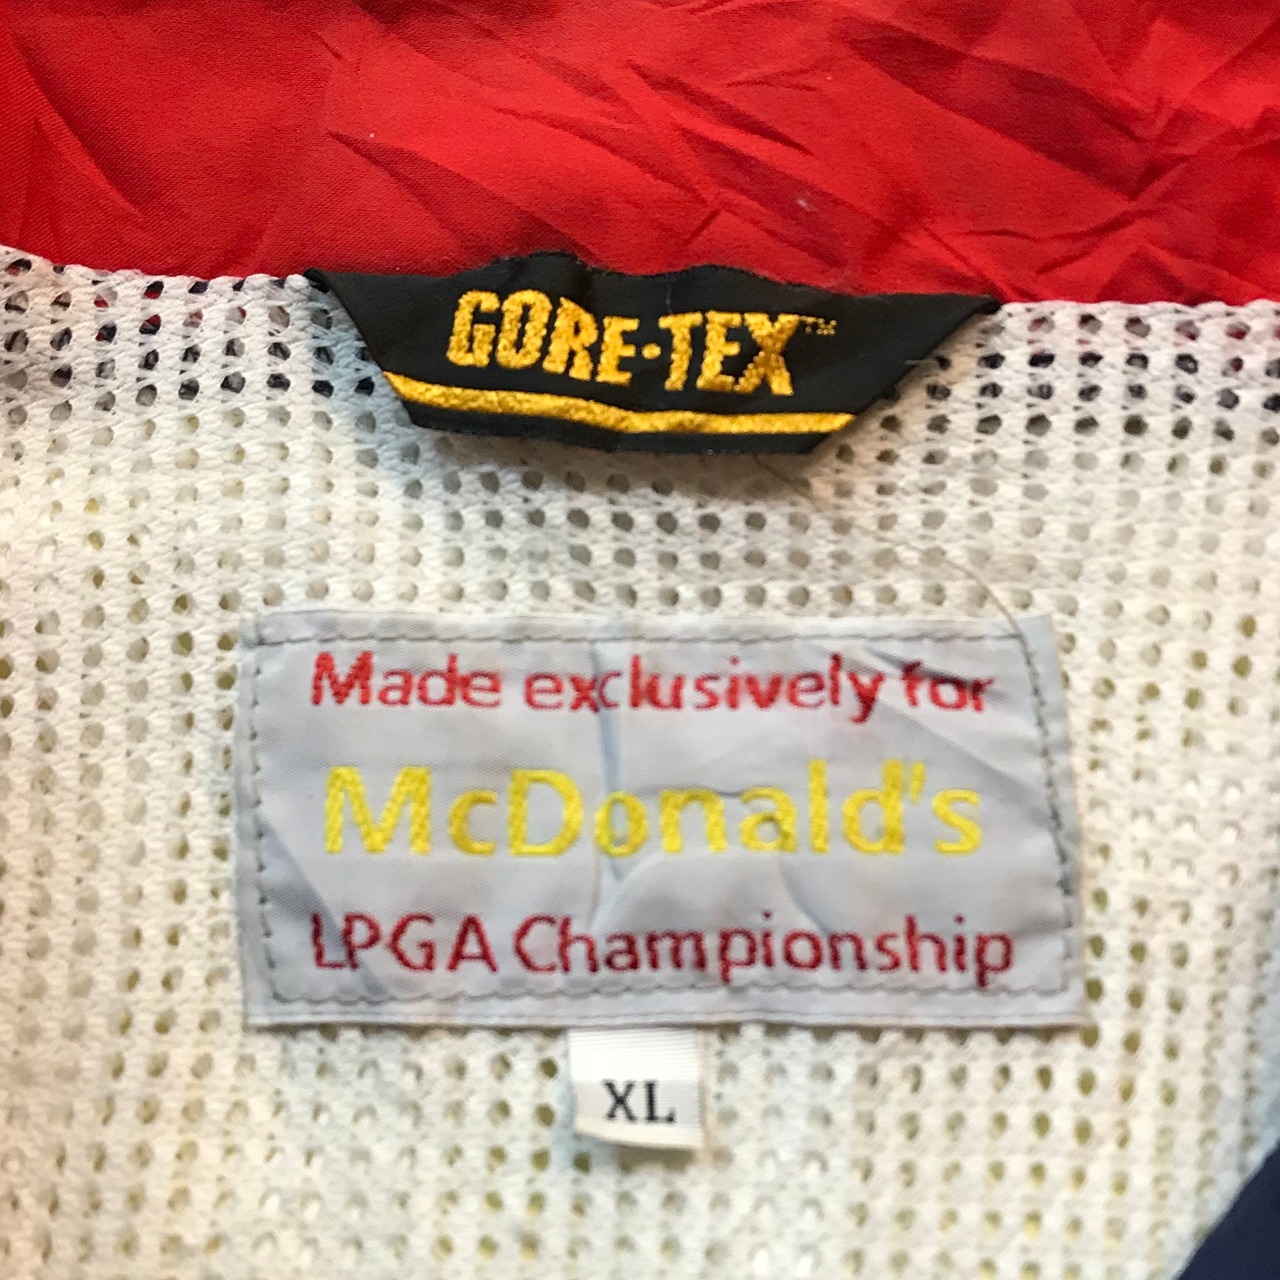 GORE-TEX™
Made exclusively for
McDonald's
LPGA Championship
XL